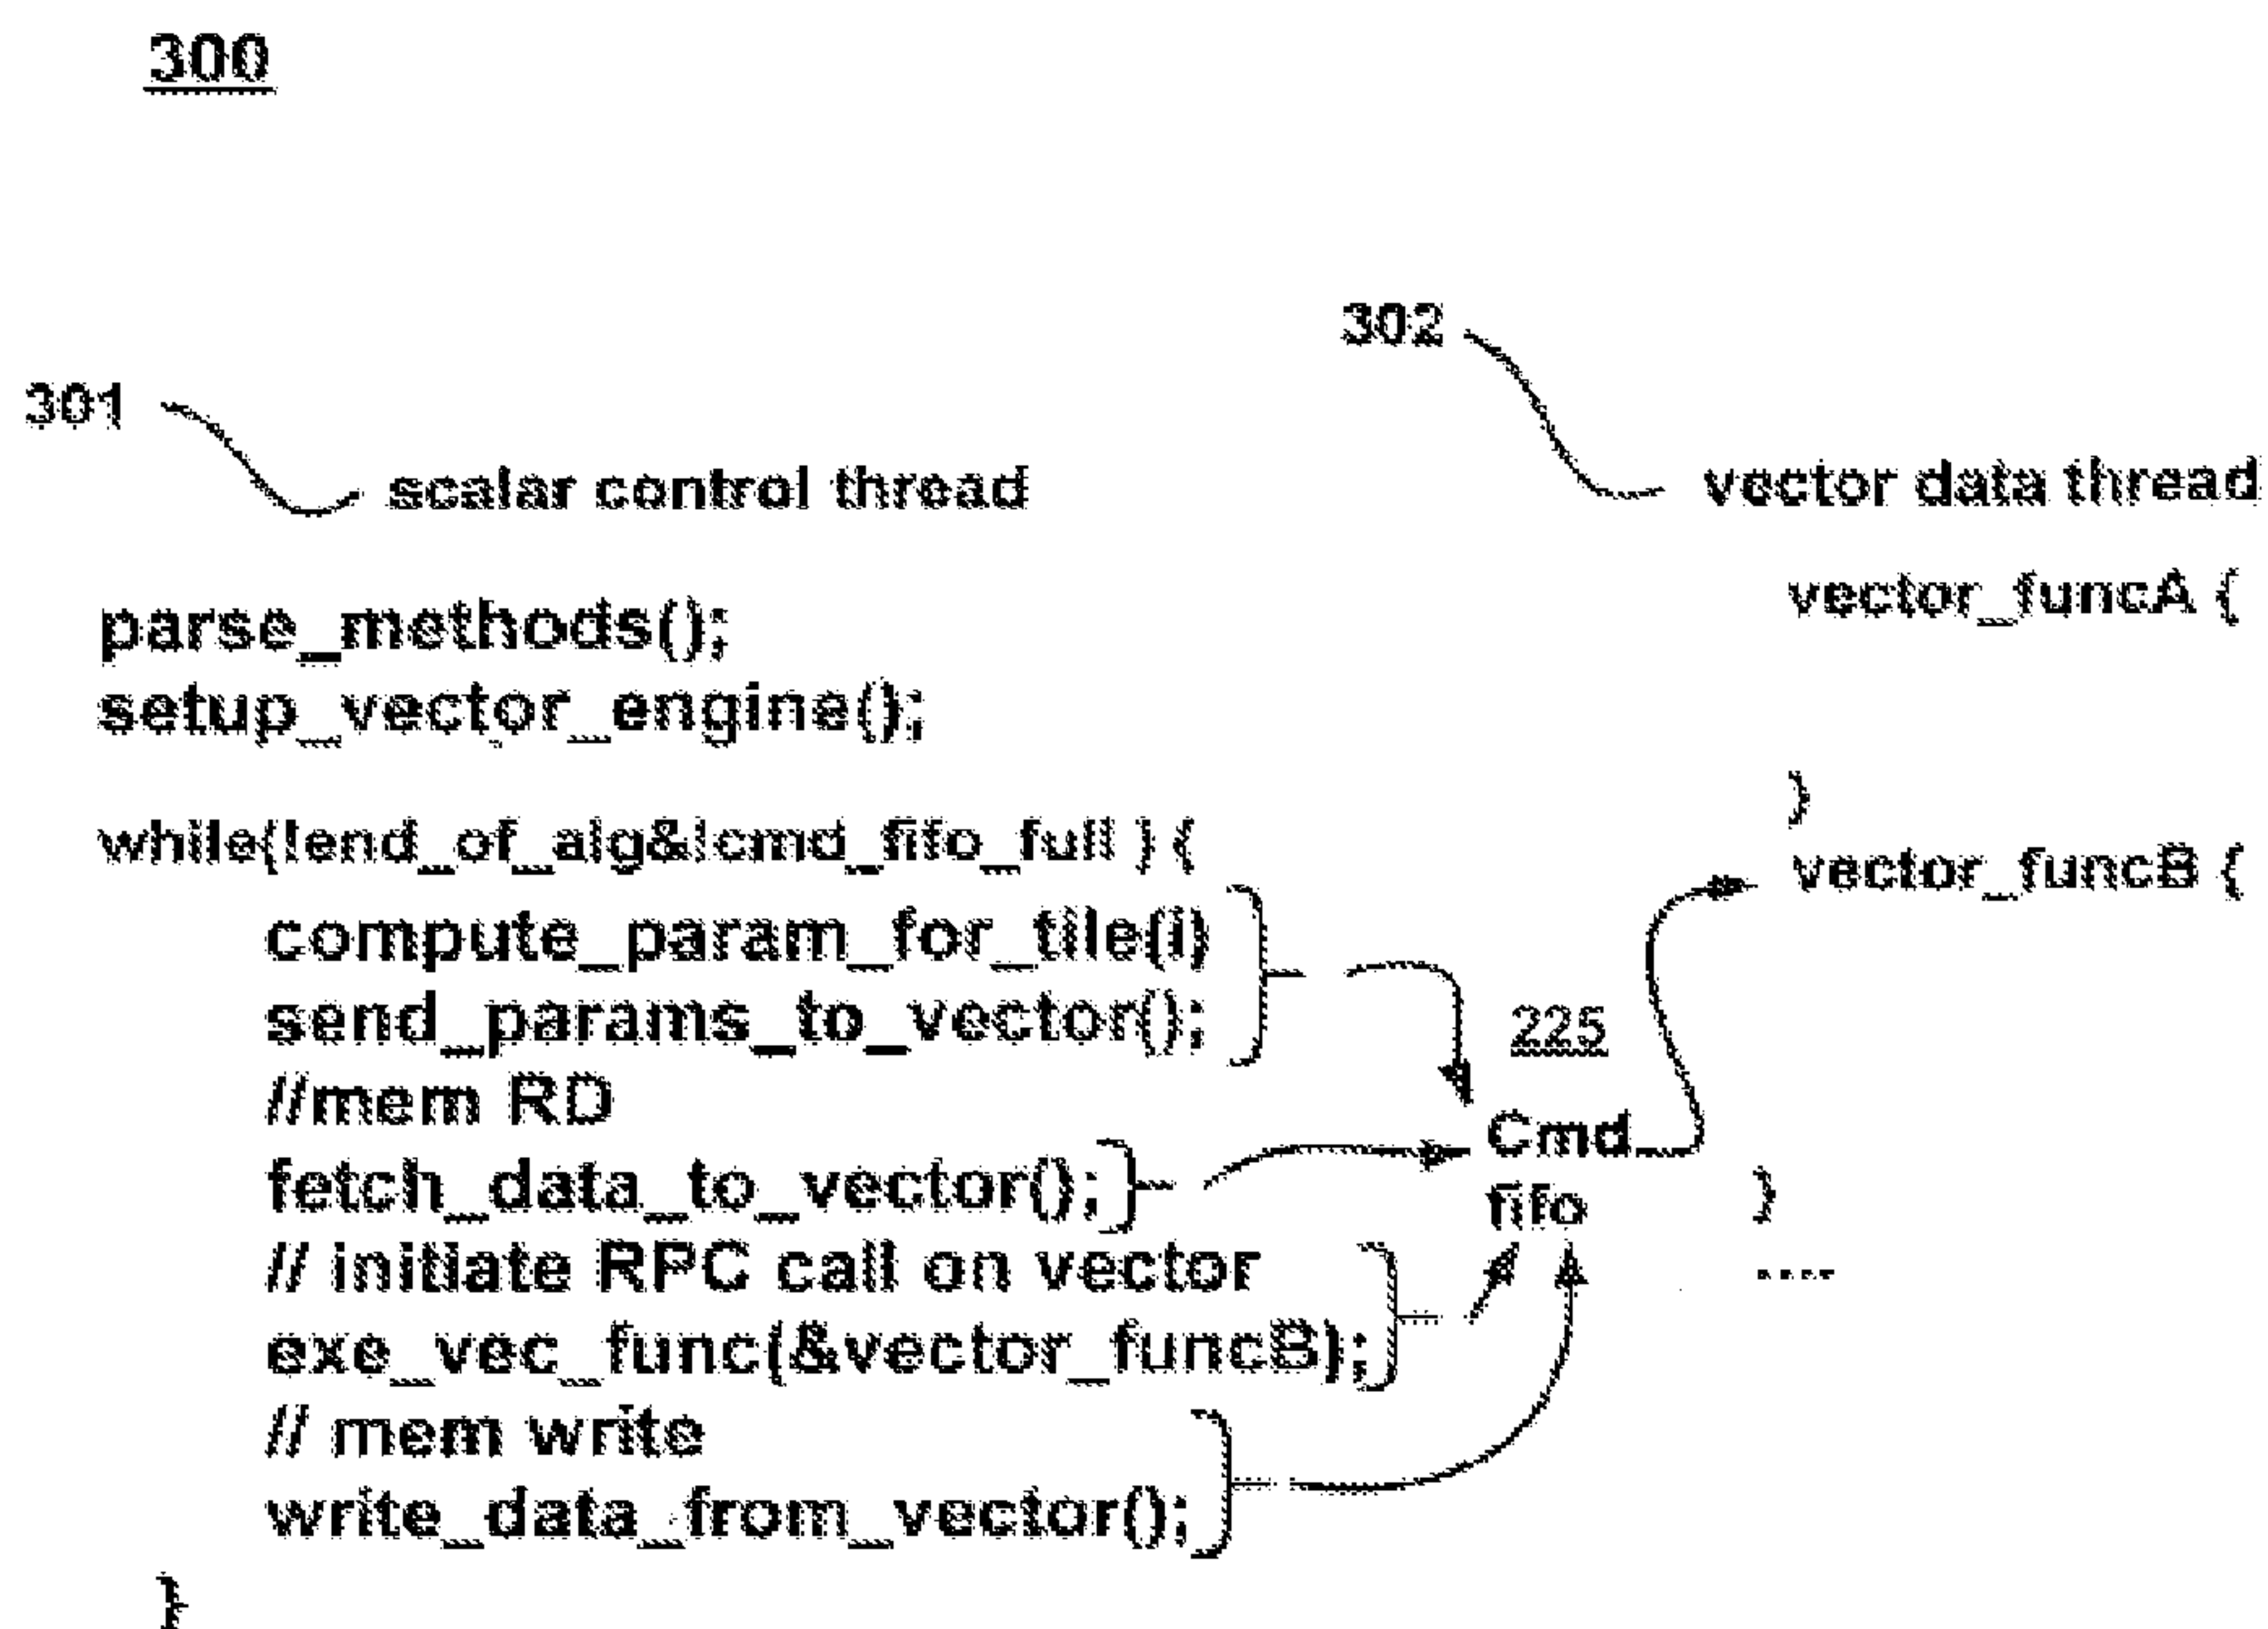 300
302
301
scalar control thread
vector data thread
parse_methods();
setup_vector_engine();
while(!end_of_alg&!cmd_fifo_full ) {
compute_param_for_tile(i)
send_params_to_vector();
//mem RD
fetch_data_to_vector();
// initiate RPC call on vector
exe_vec_func(&vector_funcB);
// mem write
write_data_from_vector();
}
225
Cmd
fifo
vector_funcA {
}
vector_funcB {
}
....